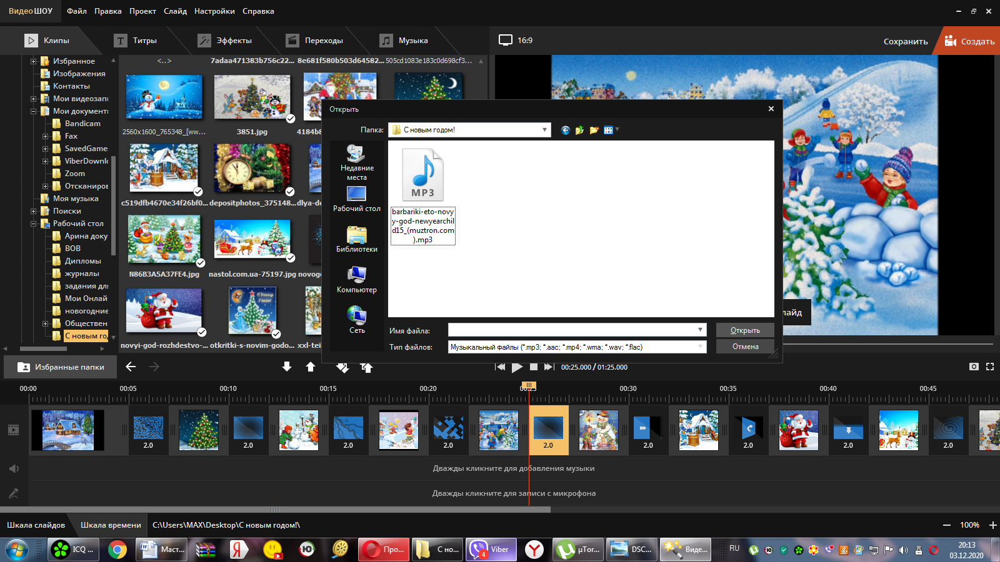 ВидеоШОУ Файл Правка Проект Слайд Настройки Справка
Клипы Титры Эффекты Переходы Музыка 16:9 Сохранить Создать
Избранное
Изображения
Контакты
Мои видеозапи
Мои документ
Bandicam
Fax
SavedGame
ViberDownl
Zoom
Отсканиров
Моя музыка
Поиски
Рабочий стол
Арина доку
ВОВ
Дипломы
журналы
задания для
Мои Онлай
новогодние
Обществен
С новым го
<..> 7adaa471383b756c22... 8e681f580b503d64582... 505cd1083e183c0d698cf3...
2560x1600_765348_[ww... 3851.jpg 4184b8
c519dfb4670e34f26bf0... depositphotos_375148... dlya-de
N86B3A5A37FE4.jpg nastol.com.ua-75197.jpg novogo
novyi-god-rozhdestvo-... otkritki-s-novim-godo... xxd-tei
Открыть
Папка: С новым годом!
Недавние
места
Рабочий стол
Библиотеки
Компьютер
Сеть
MP3
barbariki-eto-novy
y-god-newyearchil
d15_(muztron.com
).mp3
Имя файла: Открыть
Тип файлов: Музыкальный файлы (*.mp3; *.aac; *.mp4; *.wma; *.wav; *.flac) Отмена
лайд
Избранные папки 00:25.000 / 01:25.000
00:00 00:05 00:10 00:15 00:20 00:25 00:30 00:35 00:40 00:45
2.0 2.0 2.0 2.0 2.0 2.0 2.0 2.0 2.0
Дважды кликните для добавления музыки
Дважды кликните для записи с микрофона
Шкала слайдов Шкала времени C:\Users\MAX\Desktop\С новым годом!\ 100%
ICQ ... Маст... Про... С но... Viber 4 µTor... DSC... Виде... RU 20:13
03.12.2020